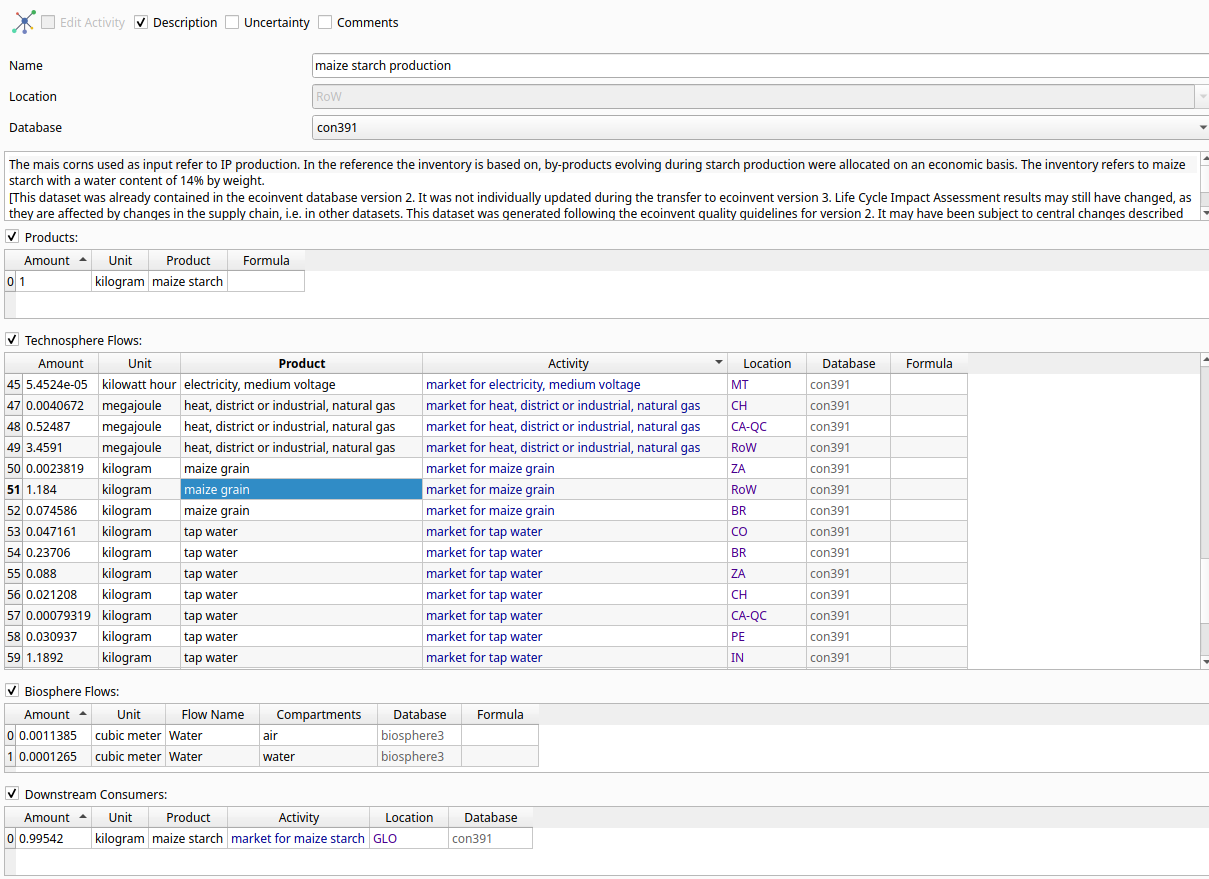 Edit Activity Description Uncertainty Comments
Name maize starch production
Location RoW
Database con391
The mais corns used as input refer to IP production. In the reference the inventory is based on, by-products evolving during starch production were allocated on an economic basis. The inventory refers to maize
starch with a water content of 14% by weight.
[This dataset was already contained in the ecoinvent database version 2. It was not individually updated during the transfer to ecoinvent version 3. Life Cycle Impact Assessment results may still have changed, as
they are affected by changes in the supply chain, i.e. in other datasets. This dataset was generated following the ecoinvent quality guidelines for version 2. It may have been subject to central changes described
Products:
Amount Unit Product Formula
0 1 kilogram maize starch
Technosphere Flows:
Amount Unit Product Activity Location Database Formula
45 5.4524e-05 kilowatt hour electricity, medium voltage market for electricity, medium voltage MT con391
47 0.0040672 megajoule heat, district or industrial, natural gas market for heat, district or industrial, natural gas CH con391
48 0.52487 megajoule heat, district or industrial, natural gas market for heat, district or industrial, natural gas CA-QC con391
49 3.4591 megajoule heat, district or industrial, natural gas market for heat, district or industrial, natural gas RoW con391
50 0.0023819 kilogram maize grain market for maize grain ZA con391
51 1.184 kilogram maize grain market for maize grain RoW con391
52 0.074586 kilogram maize grain market for maize grain BR con391
53 0.047161 kilogram tap water market for tap water CO con391
54 0.23706 kilogram tap water market for tap water BR con391
55 0.088 kilogram tap water market for tap water ZA con391
56 0.021208 kilogram tap water market for tap water CH con391
57 0.00079319 kilogram tap water market for tap water CA-QC con391
58 0.030937 kilogram tap water market for tap water PE con391
59 1.1892 kilogram tap water market for tap water IN con391
Biosphere Flows:
Amount Unit Flow Name Compartments Database Formula
0 0.0011385 cubic meter Water air biosphere3
1 0.0001265 cubic meter Water water biosphere3
Downstream Consumers:
Amount Unit Product Activity Location Database
0 0.99542 kilogram maize starch market for maize starch GLO con391